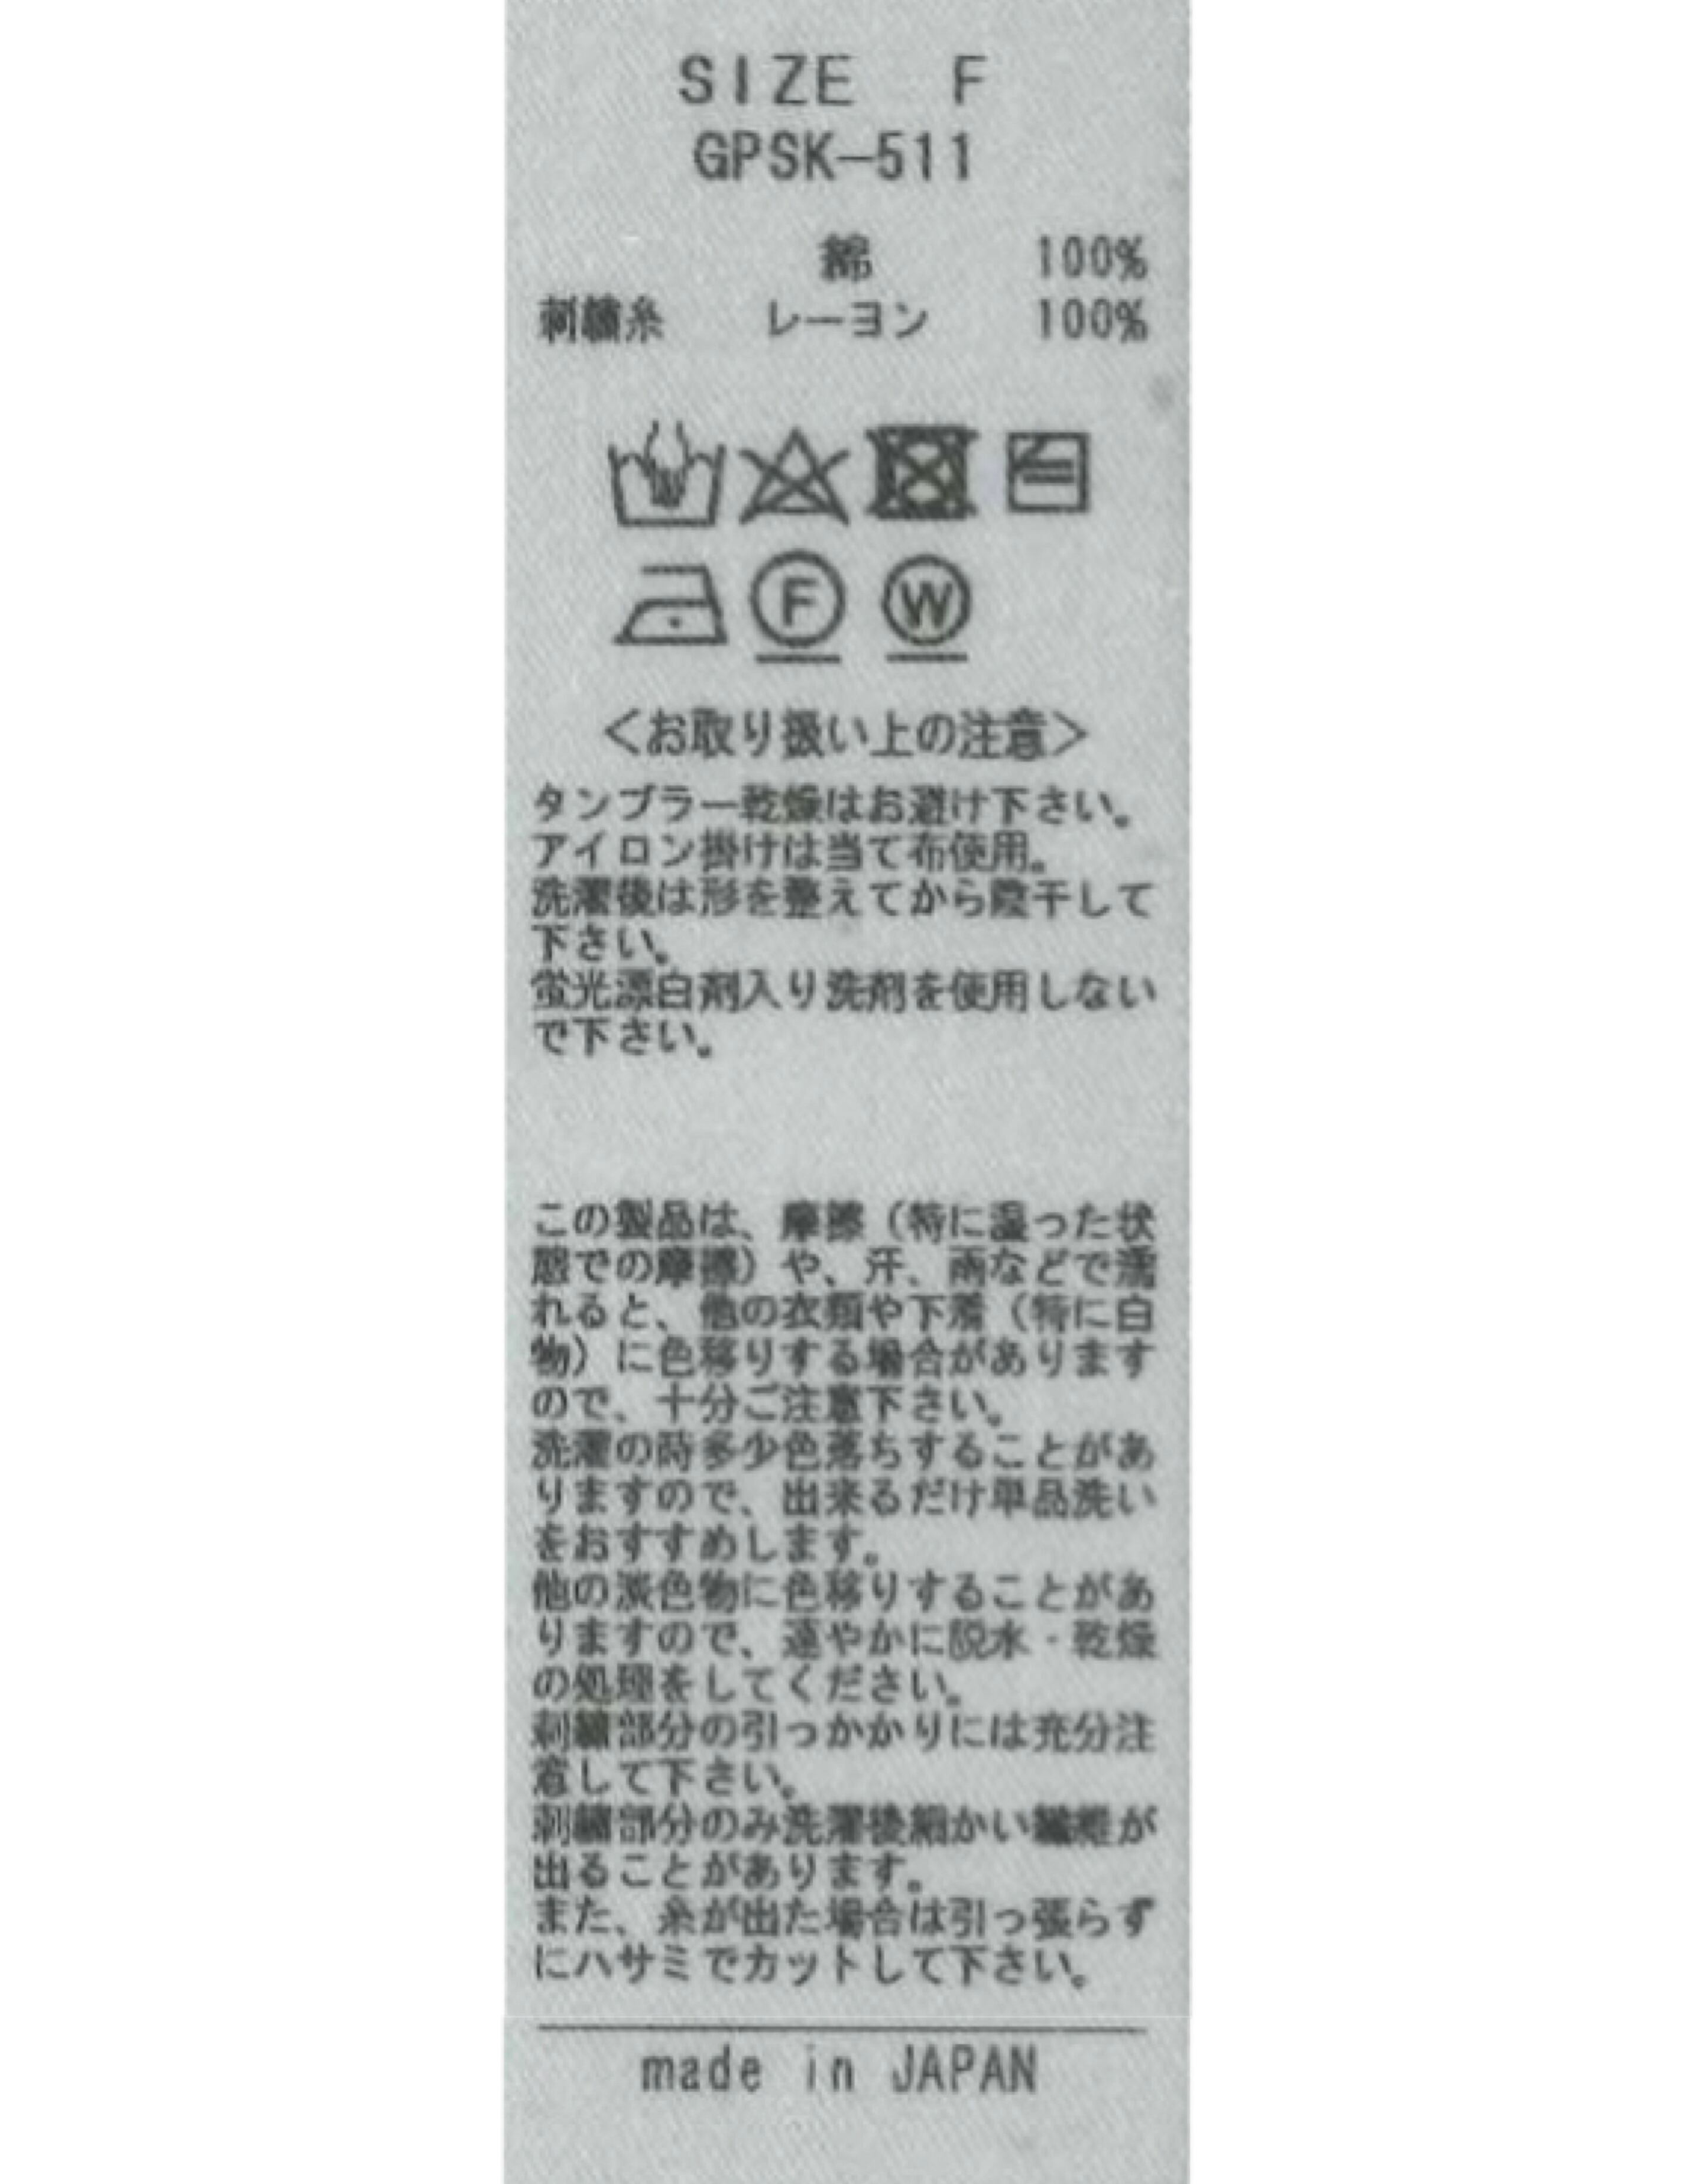 SIZE F
GPSK-511
綿 100%
刺繍糸 レーヨン 100%
F W
<お取り扱い上の注意>
タンブラー乾燥はお避け下さい。
アイロン掛けは当て布使用。
洗濯後は形を整えてから陰干して
下さい。
蛍光漂白剤入り洗剤を使用しない
で下さい。
この製品は、摩擦（特に湿った状
態での摩擦）や、汗、雨などで濡
れると、他の衣類や下着（特に白
物）に色移りする場合があります
ので、十分ご注意下さい。
洗濯の時多少色落ちすることがあ
りますので、出来るだけ単品洗い
をおすすめします。
他の淡色物に色移りすることがあ
りますので、速やかに脱水・乾燥
の処理をしてください。
刺繍部分の引っかかりには充分注
意して下さい。
刺繍部分のみ洗濯後細かい繊維が
出ることがあります。
また、糸が出た場合は引っ張らず
にハサミでカットして下さい。
made in JAPAN